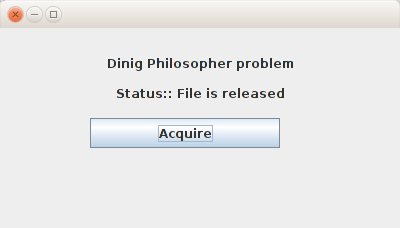 Dinig Philosopher problem
Status:: File is released
Acquire